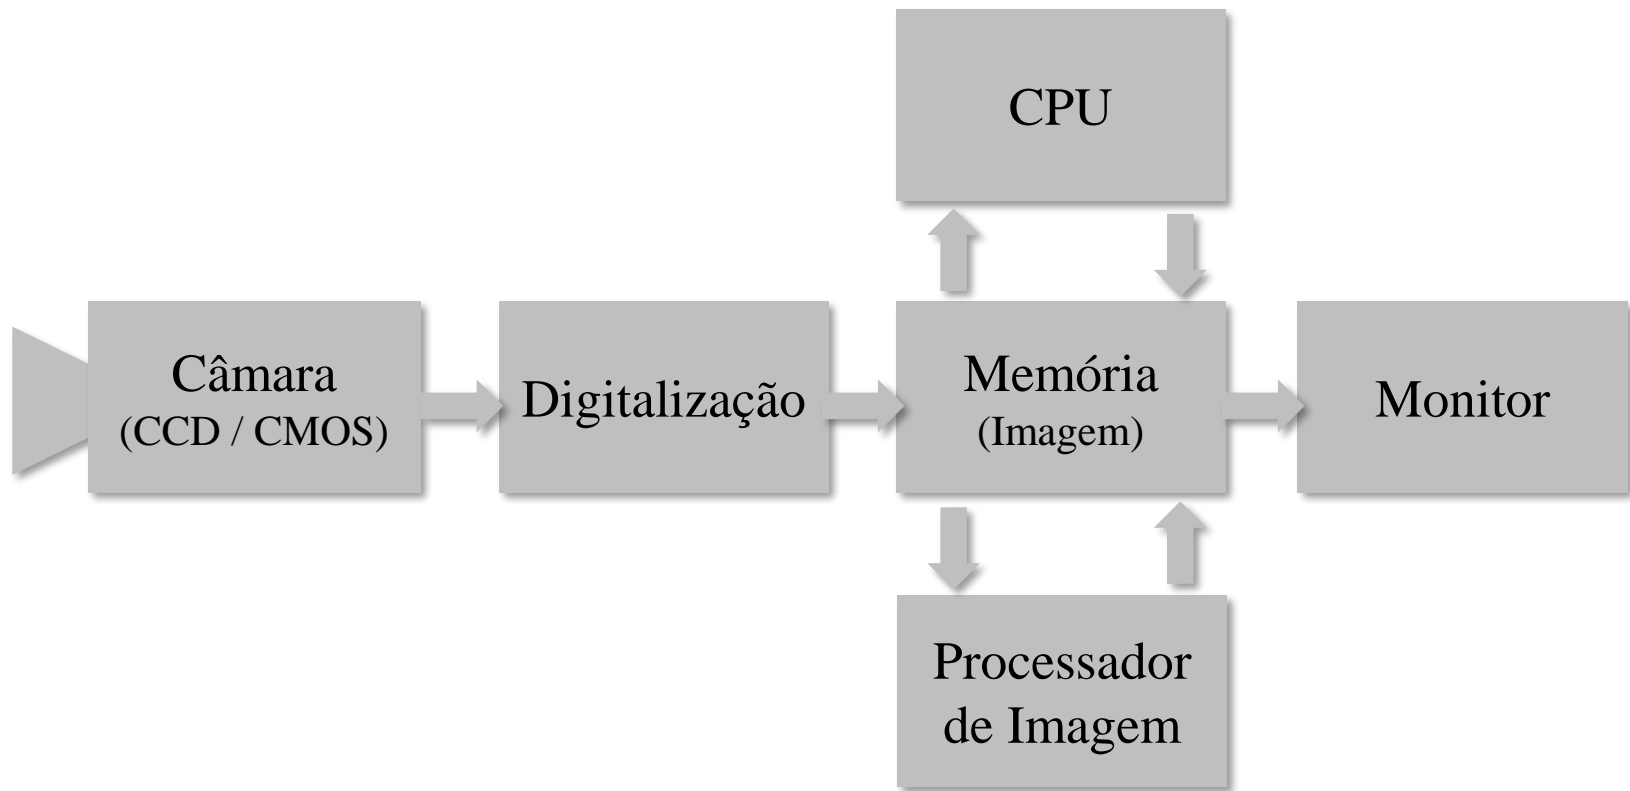 CPU
Câmara
(CCD / CMOS)
Digitalização
Memória
(Imagem)
Monitor
Processador
de Imagem